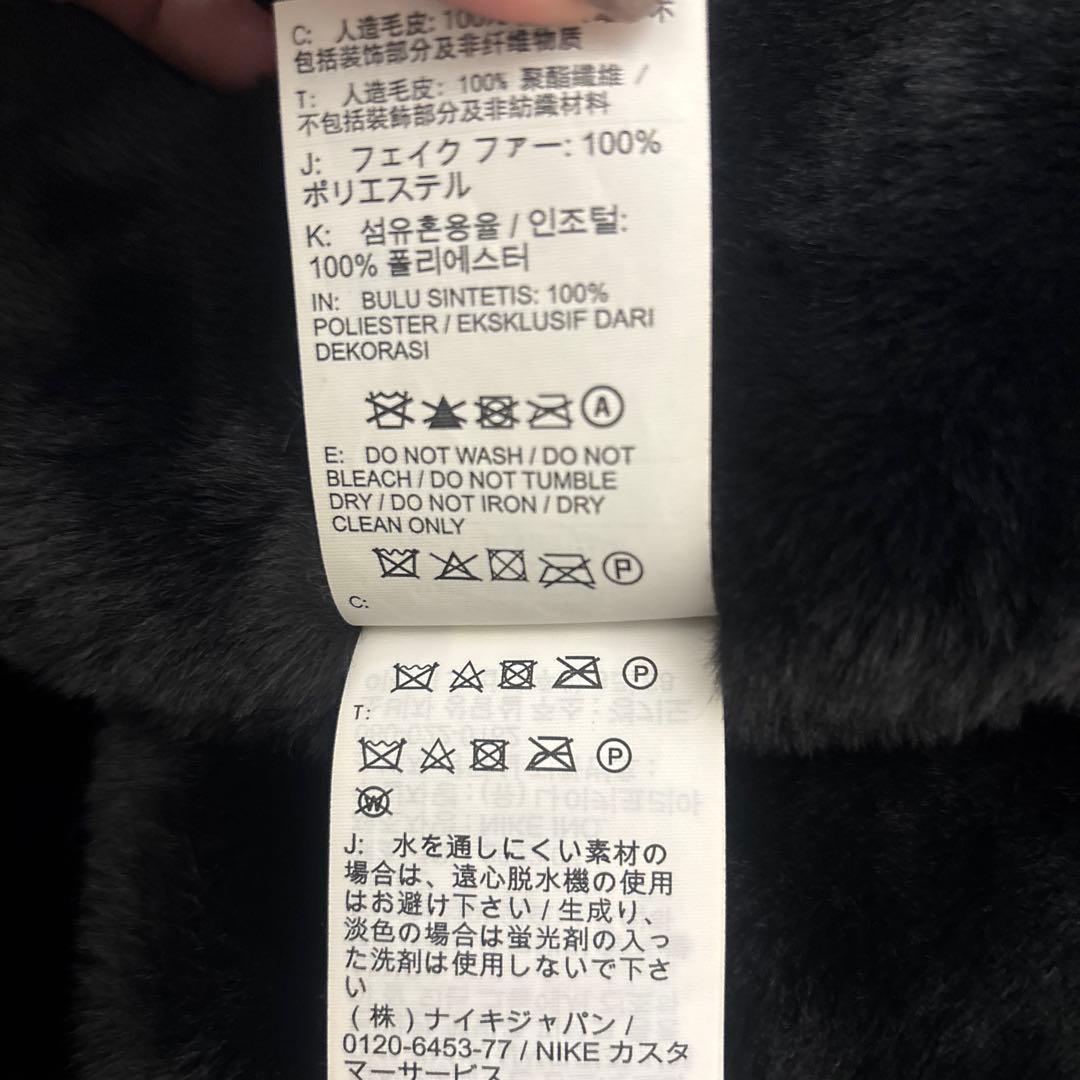 C: 人造毛皮: 100%
包括装饰部分及非纤维物质
T: 人造毛皮: 100% 聚酯纖維 /
不包括裝飾部分及非紡織材料
J: フェイク ファー: 100%
ポリエステル
K: 섬유혼용율 / 인조털:
100% 폴리에스터
IN: BULU SINTETIS: 100%
POLIESTER / EKSKLUSIF DARI
DEKORASI
A
E: DO NOT WASH / DO NOT
BLEACH / DO NOT TUMBLE
DRY / DO NOT IRON / DRY
CLEAN ONLY
P
C:
P
T:
P
W
J: 水を通しにくい素材の
場合は、遠心脱水機の使用
はお避け下さい / 生成り、
淡色の場合は蛍光剤の入っ
た洗剤は使用しないで下さ
い
(株) ナイキジャパン /
0120-6453-77 / NIKE カスタ
マーサービス